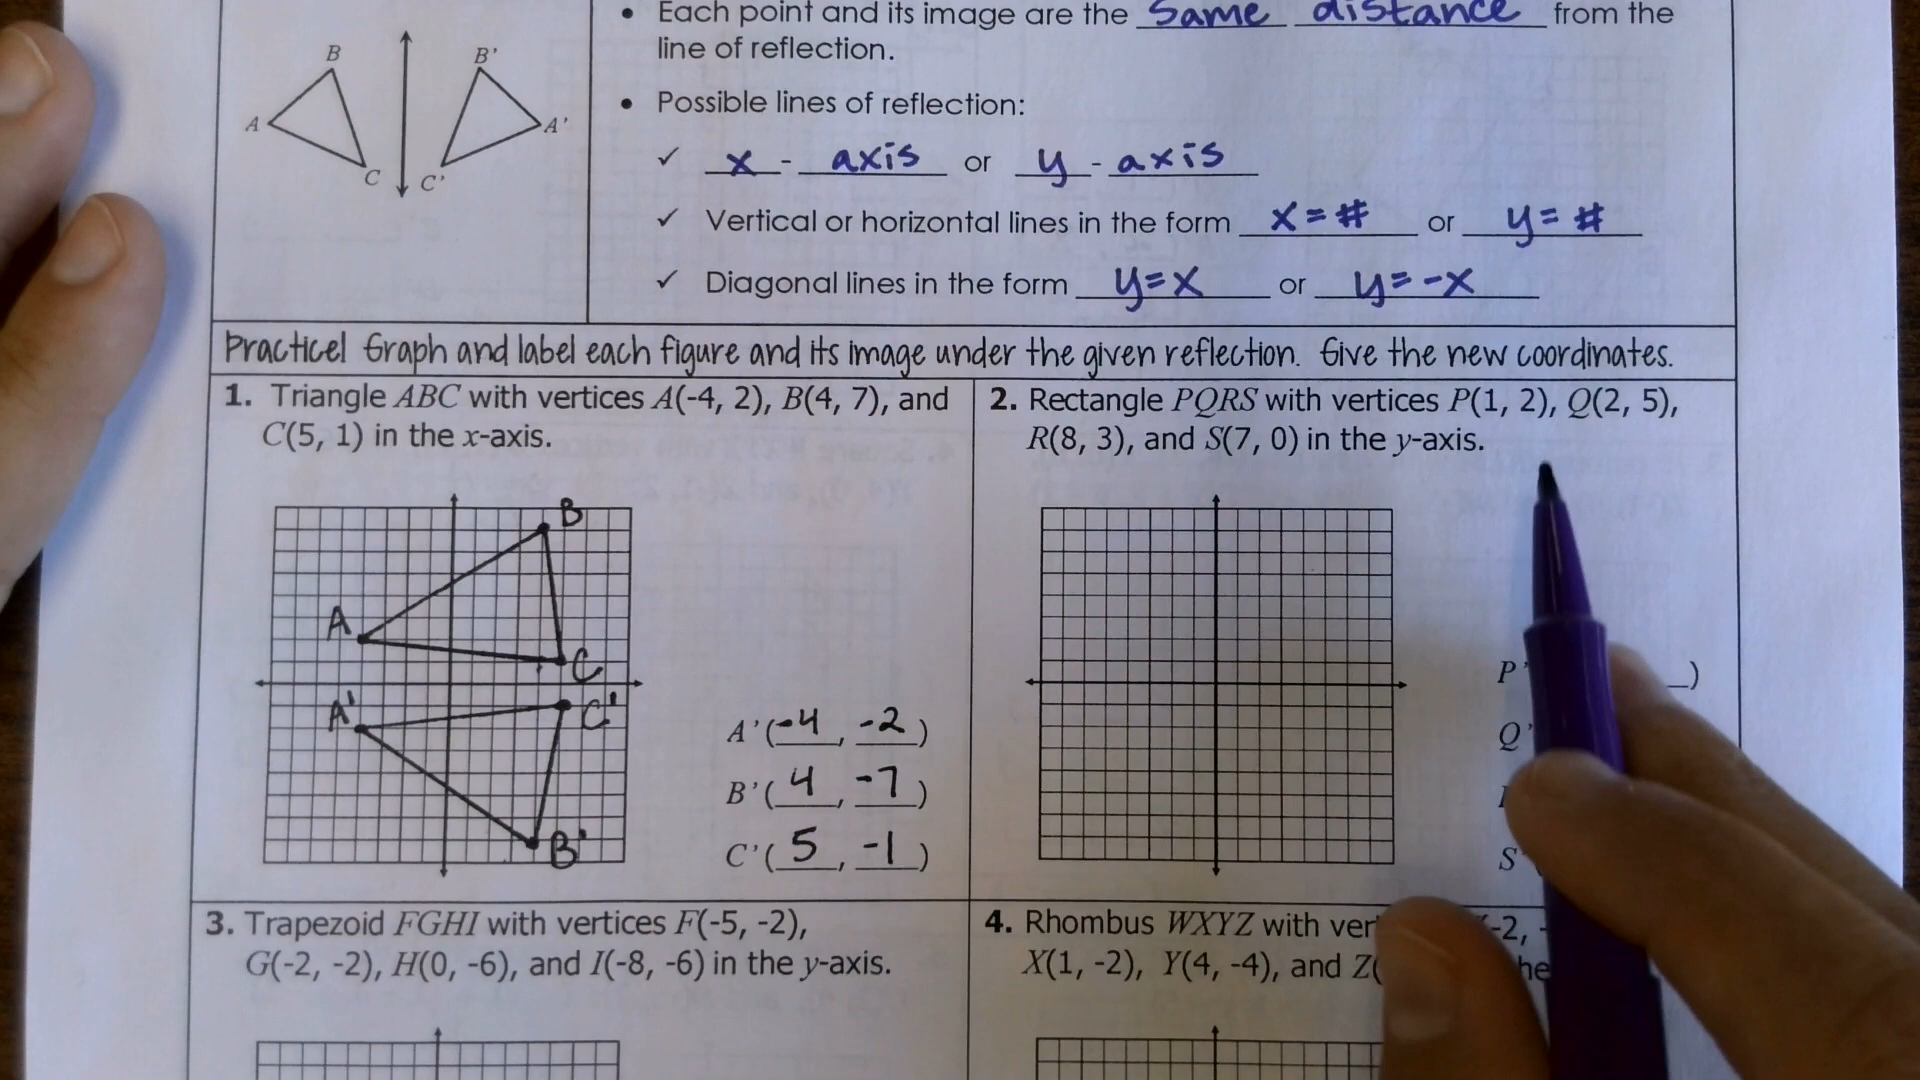 • Each point and its image are the same distance from the
line of reflection.
B
B'
A
A'
C
C'
• Possible lines of reflection:
✓ x - axis or y - axis
✓ Vertical or horizontal lines in the form x = # or y = #
✓ Diagonal lines in the form y=x or y=-x
Practice! Graph and label each figure and its image under the given reflection. Give the new coordinates.
1. Triangle ABC with vertices A(-4, 2), B(4, 7), and
C(5, 1) in the x-axis.
B
A
C
A'
C'
B'
A'(-4, -2)
B'(4, -7)
C'(5, -1)
2. Rectangle PQRS with vertices P(1, 2), Q(2, 5),
R(8, 3), and S(7, 0) in the y-axis.
P' )
Q'
S'
3. Trapezoid FGHI with vertices F(-5, -2),
G(-2, -2), H(0, -6), and I(-8, -6) in the y-axis.
4. Rhombus WXYZ with -2,
X(1, -2), Y(4, -4), and Z(